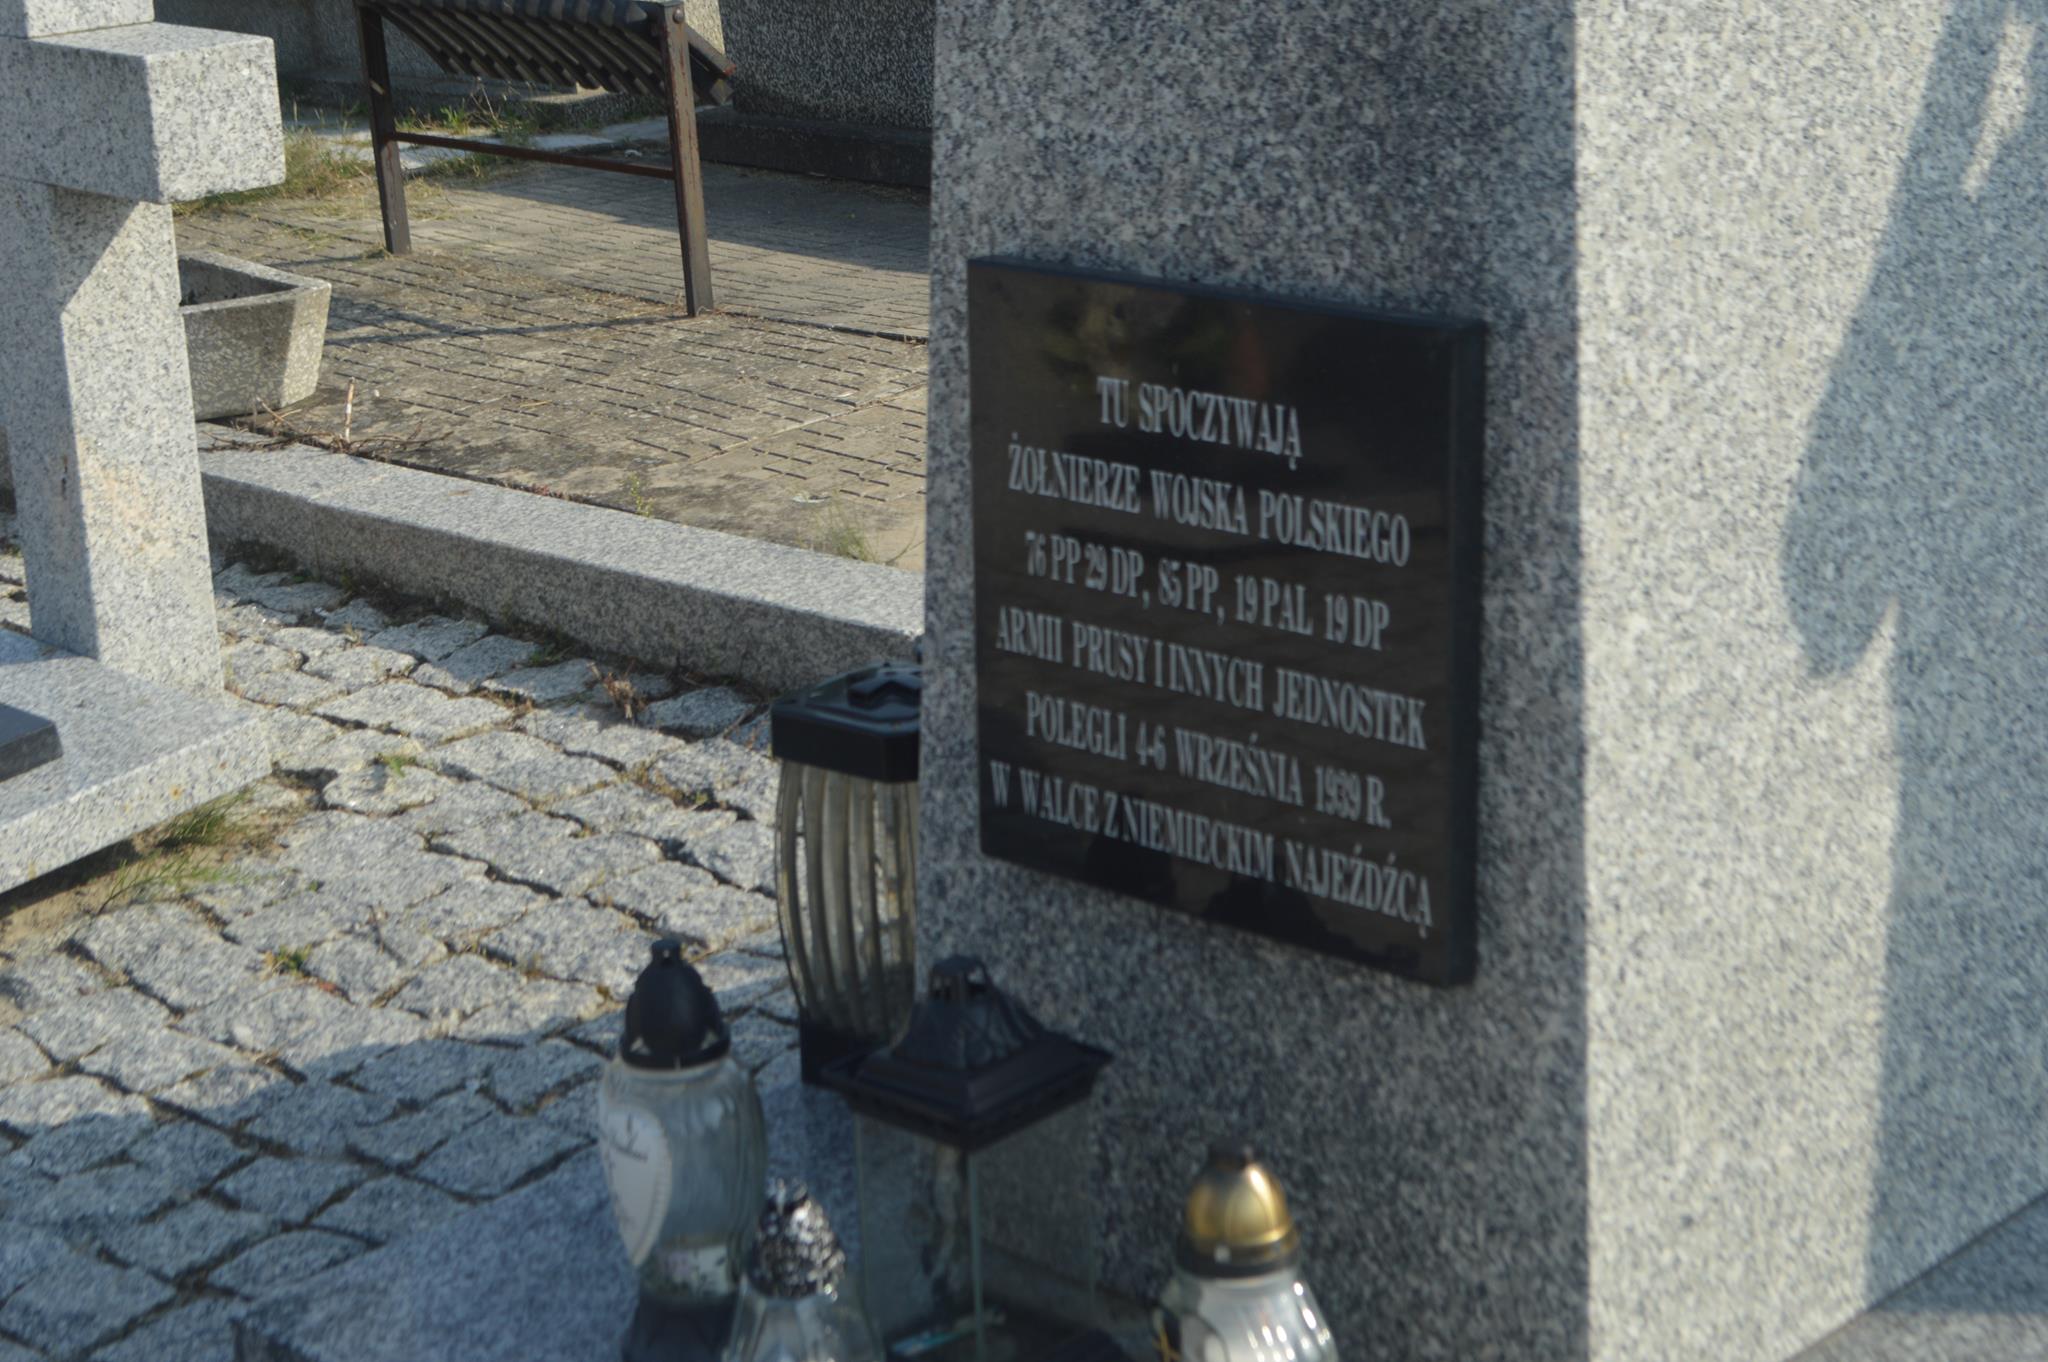 TU SPOCZYWAJĄ
ŻOŁNIERZE WOJSKA POLSKIEGO
76 PP 29 DP, 85 PP, 19 PAL 19 DP
ARMII PRUSY I INNYCH JEDNOSTEK
POLEGLI 4-6 WRZEŚNIA 1939 R.
W WALCE Z NIEMIECKIM NAJEŹDŹCĄ